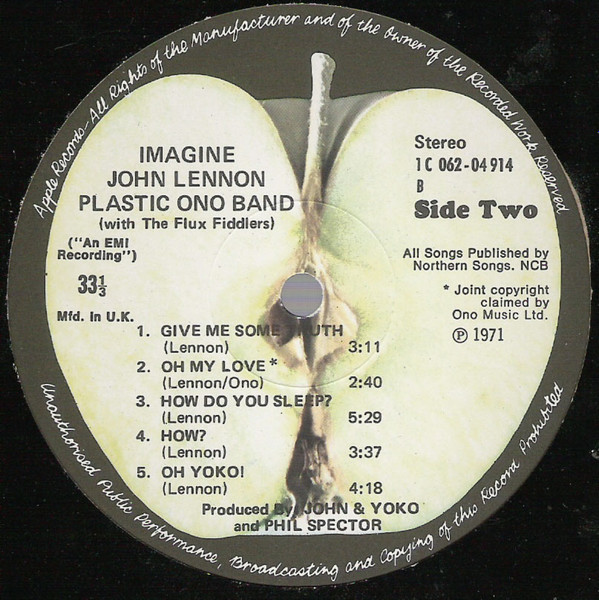 Apple Records-All Rights of the Manufacturer and of the Owner of the Recorded Work Reserved
IMAGINE
JOHN LENNON
PLASTIC ONO BAND
(with The Flux Fiddlers)
("An EMI
Recording")
33⅓
Mfd. In U.K.
Stereo
1C 062-04914
B
Side Two
All Songs Published by
Northern Songs. NCB
* Joint copyright
claimed by
Ono Music Ltd.
℗ 1971
1. GIVE ME SOME TRUTH
(Lennon) 3:11
2. OH MY LOVE*
(Lennon/Ono) 2:40
3. HOW DO YOU SLEEP?
(Lennon) 5:29
4. HOW?
(Lennon) 3:37
5. OH YOKO!
(Lennon) 4:18
Produced By JOHN & YOKO
and PHIL SPECTOR
Unauthorised Public Performance, Broadcasting and Copying of this Record Prohibited